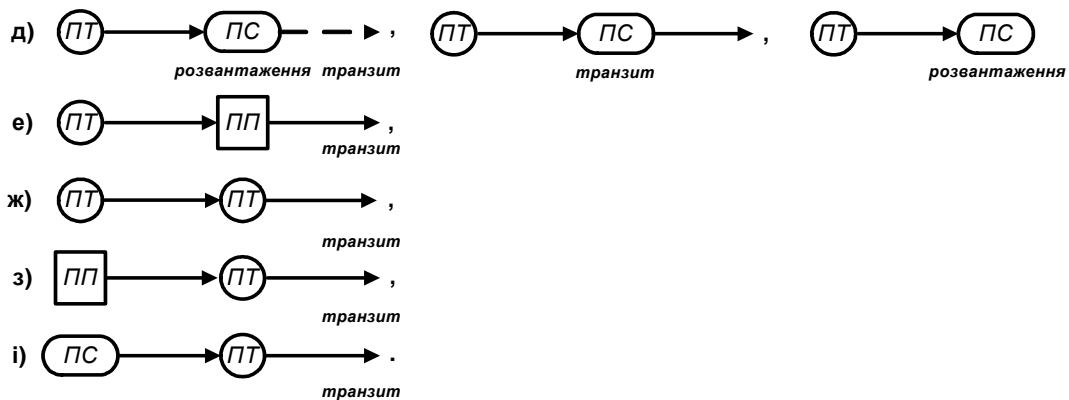 д) ПТ ПС , ПТ ПС , ПТ ПС
розвантаження транзит транзит розвантаження
е) ПТ ПП ,
транзит
ж) ПТ ПТ ,
транзит
з) ПП ПТ ,
транзит
і) ПС ПТ .
транзит